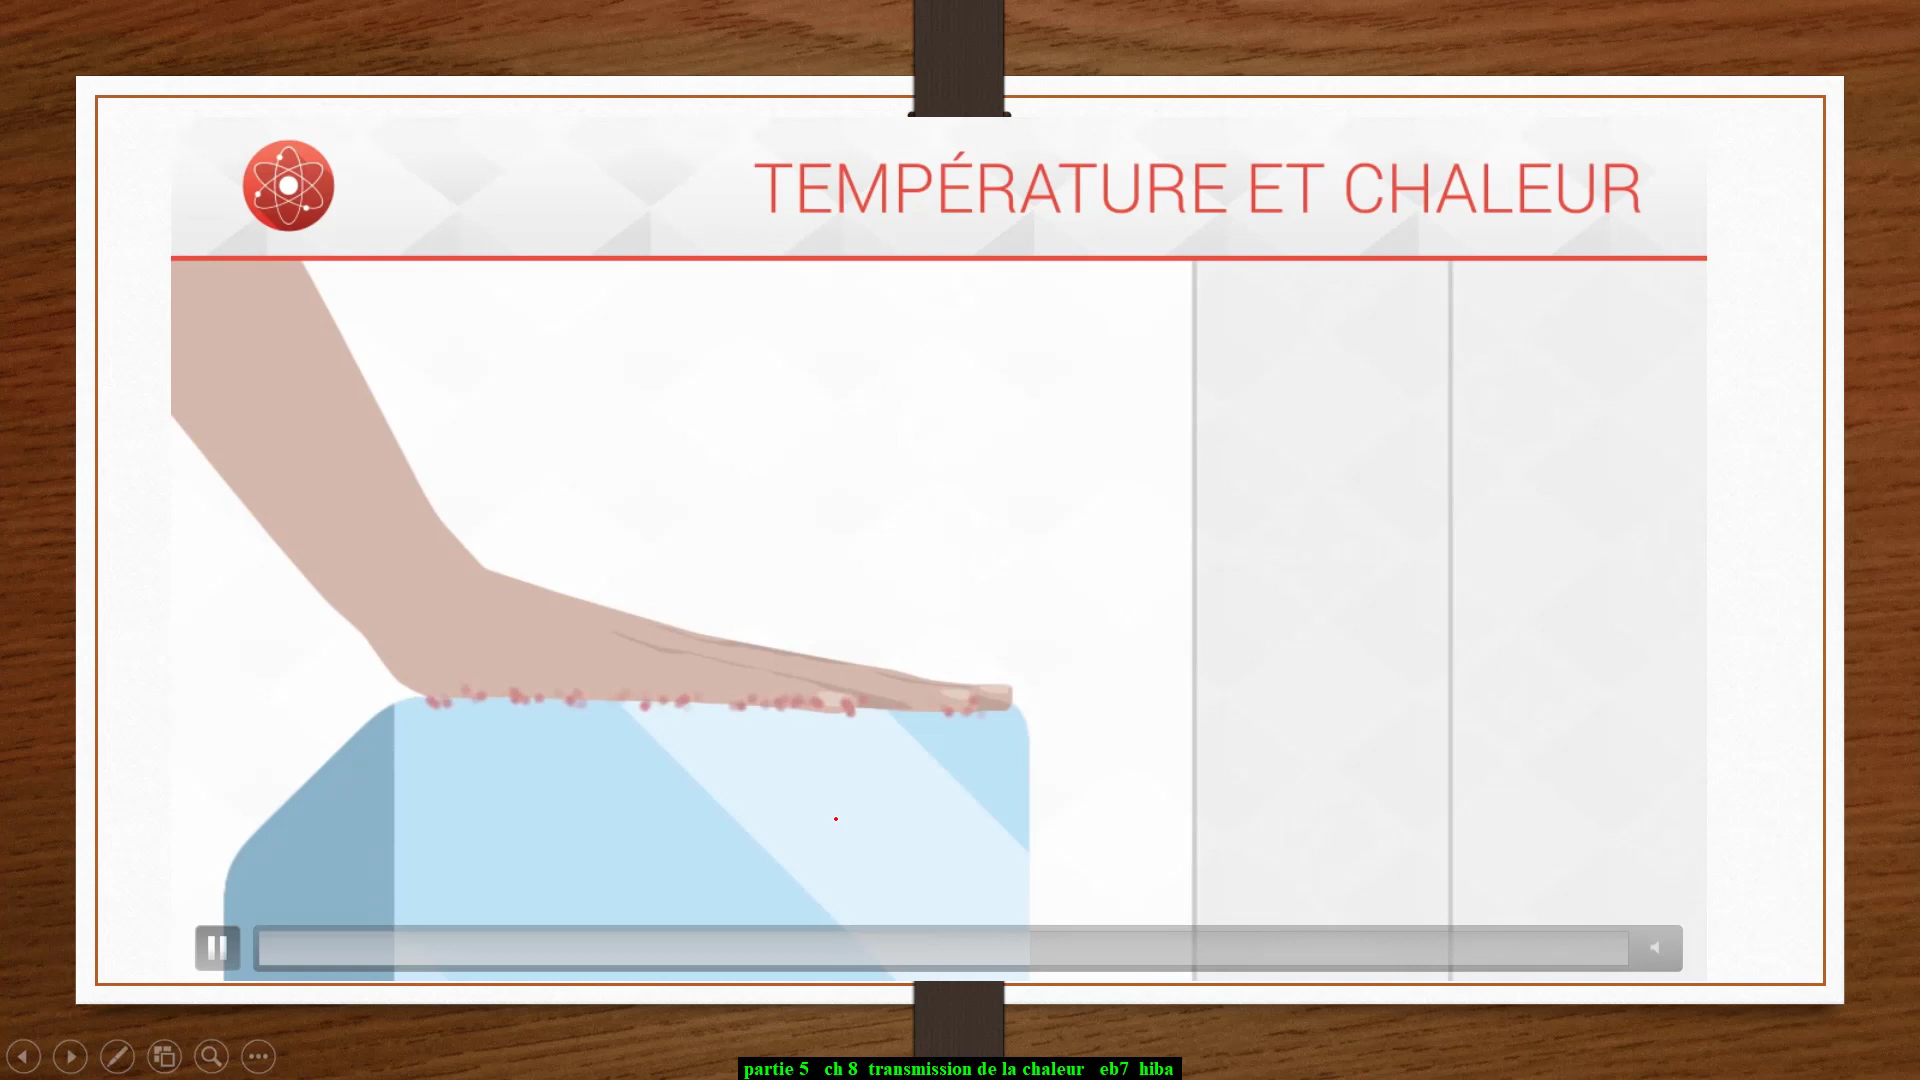 TEMPÉRATURE ET CHALEUR
partie 5 ch 8 transmission de la chaleur eb7 hiba